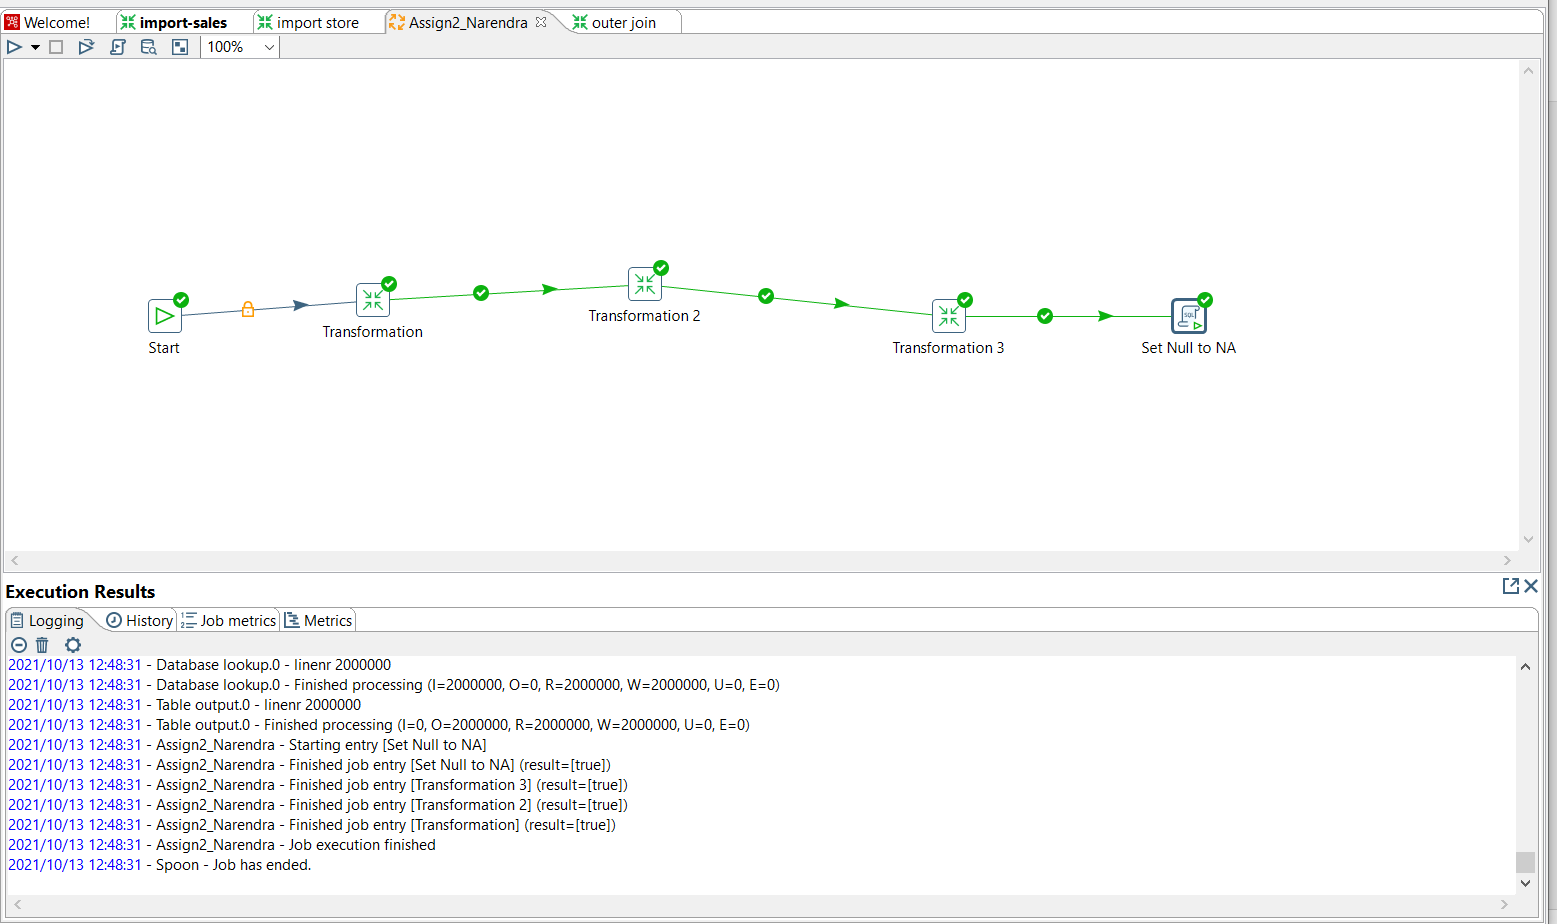 Welcome! import-sales import store Assign2_Narendra outer join
100%
Start
Transformation
Transformation 2
Transformation 3
SQL
Set Null to NA
Execution Results
Logging History Job metrics Metrics
2021/10/13 12:48:31 - Database lookup.0 - linenr 2000000
2021/10/13 12:48:31 - Database lookup.0 - Finished processing (I=2000000, O=0, R=2000000, W=2000000, U=0, E=0)
2021/10/13 12:48:31 - Table output.0 - linenr 2000000
2021/10/13 12:48:31 - Table output.0 - Finished processing (I=0, O=2000000, R=2000000, W=2000000, U=0, E=0)
2021/10/13 12:48:31 - Assign2_Narendra - Starting entry [Set Null to NA]
2021/10/13 12:48:31 - Assign2_Narendra - Finished job entry [Set Null to NA] (result=[true])
2021/10/13 12:48:31 - Assign2_Narendra - Finished job entry [Transformation 3] (result=[true])
2021/10/13 12:48:31 - Assign2_Narendra - Finished job entry [Transformation 2] (result=[true])
2021/10/13 12:48:31 - Assign2_Narendra - Finished job entry [Transformation] (result=[true])
2021/10/13 12:48:31 - Assign2_Narendra - Job execution finished
2021/10/13 12:48:31 - Spoon - Job has ended.